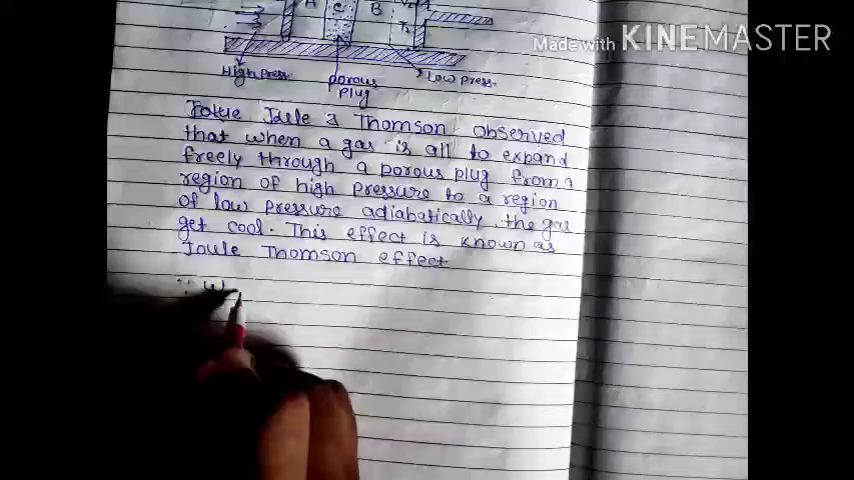 Made with KINEMASTER
A
C
B
T₂
High press.
porous
plug
Low press.
Joule & Thomson observed
that when a gas is all to expand
freely through a porous plug from a
region of high pressure to a region
of low pressure adiabatically, the gas
get cool. This effect is known as
Joule Thomson effect
∵ W